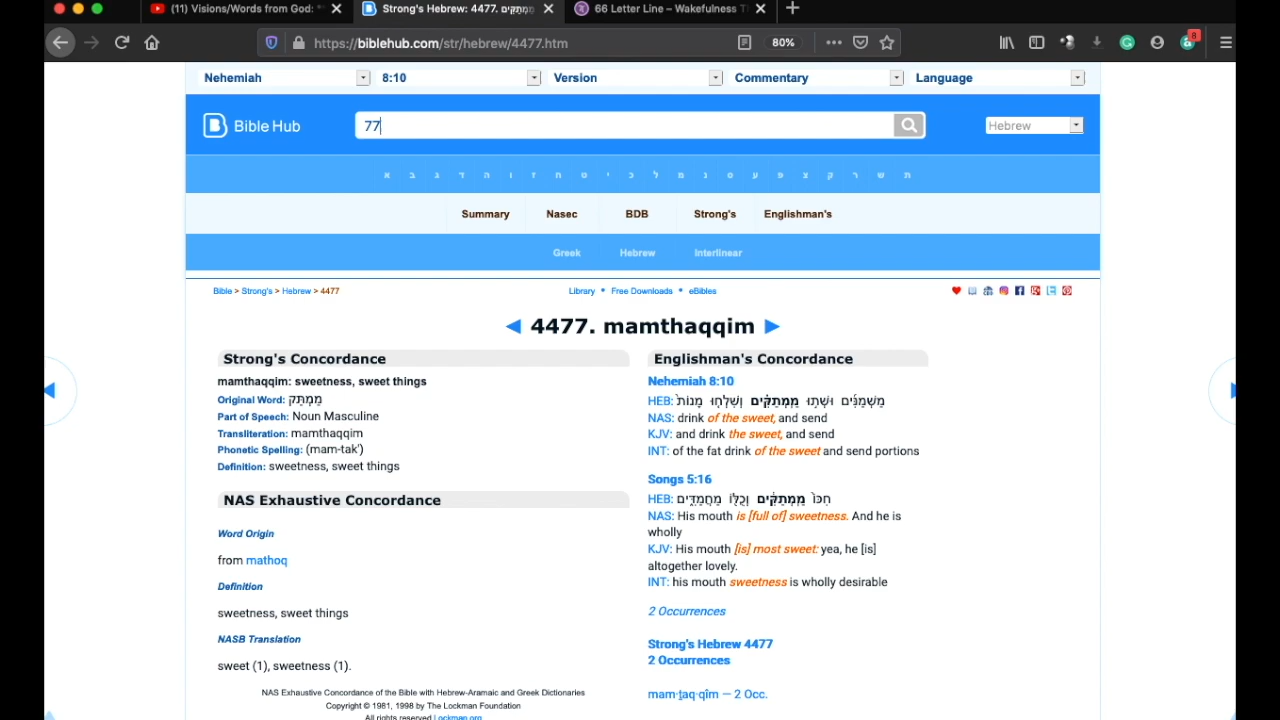 (11) Visions/Words from God: "
Strong's Hebrew: 4477. מַמְתַקִּים
66 Letter Line – Wakefulness T
https://biblehub.com/str/hebrew/4477.htm
80%
8
Nehemiah 8:10 Version Commentary Language
Bible Hub
77
Hebrew
א ב ג ד ה ו ז ח ט י כ ל מ נ ס ע פ צ ק ר ש ת
Summary Nasec BDB Strong's Englishman's
Greek Hebrew Interlinear
Bible > Strong's > Hebrew > 4477
Library • Free Downloads • eBibles
◄ 4477. mamthaqqim ►
Strong's Concordance
mamthaqqim: sweetness, sweet things
Original Word: מַמְתַּק
Part of Speech: Noun Masculine
Transliteration: mamthaqqim
Phonetic Spelling: (mam-tak')
Definition: sweetness, sweet things
NAS Exhaustive Concordance
Word Origin
from mathoq
Definition
sweetness, sweet things
NASB Translation
sweet (1), sweetness (1).
NAS Exhaustive Concordance of the Bible with Hebrew-Aramaic and Greek Dictionaries
Copyright © 1981, 1998 by The Lockman Foundation
All rights reserved Lockman.org
Englishman's Concordance
Nehemiah 8:10
HEB: מַשְׁמַנִּ֜ים וּשְׁת֣וּ מַֽמְתַקִּ֗ים וְשִׁלְח֤וּ מָנוֹת֙
NAS: drink of the sweet, and send
KJV: and drink the sweet, and send
INT: of the fat drink of the sweet and send portions
Songs 5:16
HEB: חִכּוֹ֙ מַֽמְתַקִּ֔ים וְכֻלּ֖וֹ מַחֲמַדִּ֑ים
NAS: His mouth is [full of] sweetness. And he is
wholly
KJV: His mouth [is] most sweet: yea, he [is]
altogether lovely.
INT: his mouth sweetness is wholly desirable
2 Occurrences
Strong's Hebrew 4477
2 Occurrences
mam·ṯaq·qîm — 2 Occ.